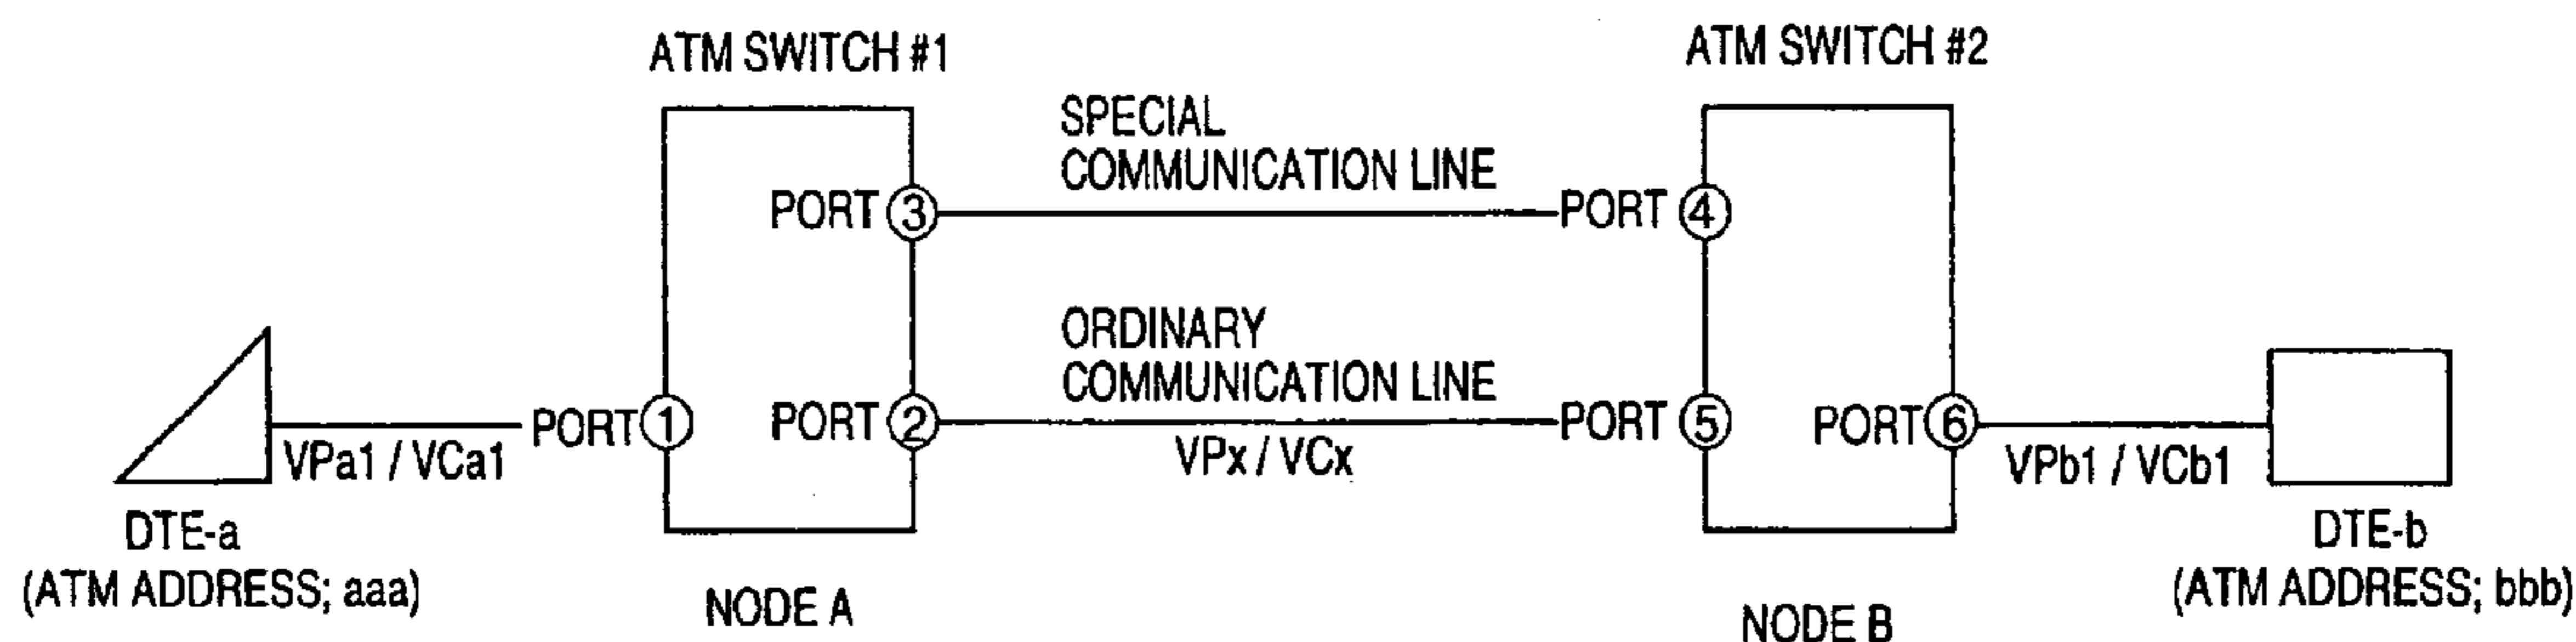 ATM SWITCH #1
ATM SWITCH #2
SPECIAL
COMMUNICATION LINE
PORT 3
PORT 4
ORDINARY
COMMUNICATION LINE
VPa1 / VCa1
PORT 1
PORT 2
VPx / VCx
PORT 5
PORT 6
VPb1 / VCb1
DTE-a
(ATM ADDRESS; aaa)
NODE A
NODE B
DTE-b
(ATM ADDRESS; bbb)